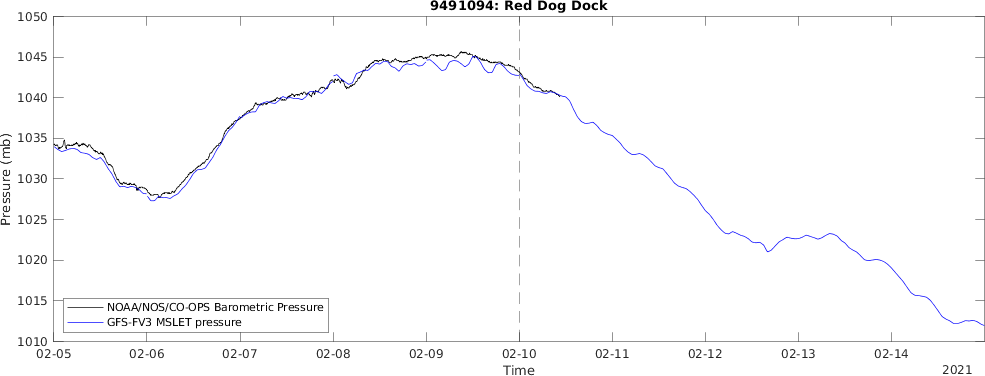 9491094: Red Dog Dock
1050
1045
1040
1035
1030
1025
1020
1015
1010
Pressure (mb)
NOAA/NOS/CO-OPS Barometric Pressure
GFS-FV3 MSLET pressure
02-05 02-06 02-07 02-08 02-09 02-10 02-11 02-12 02-13 02-14
Time
2021